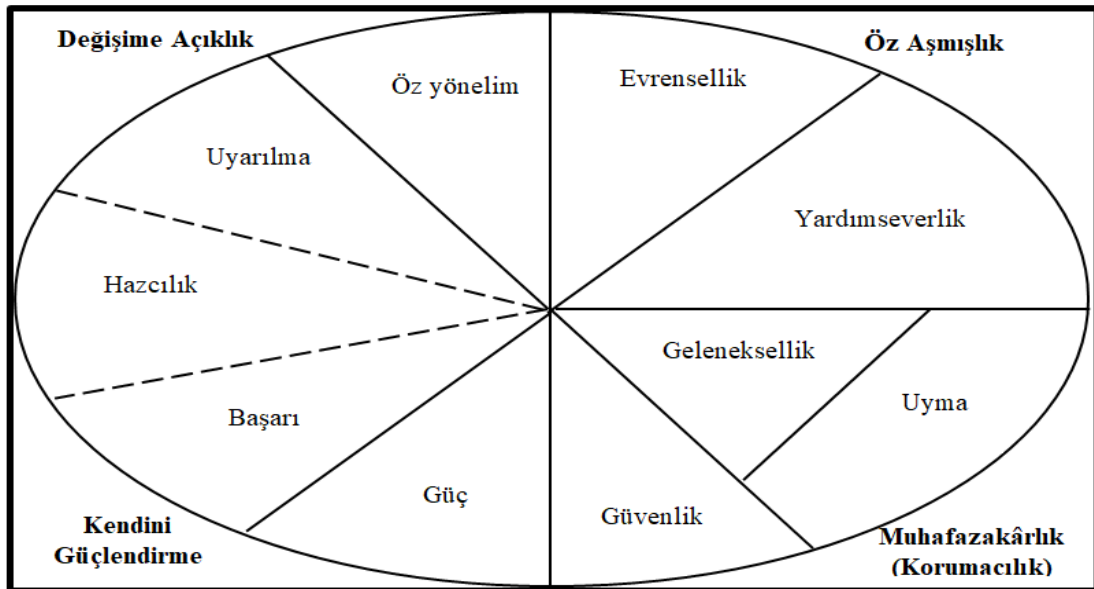 Değişime Açıklık
Öz Aşmışlık
Öz yönelim
Evrensellik
Uyarılma
Yardımseverlik
Hazcılık
Geleneksellik
Uyma
Başarı
Güç
Güvenlik
Kendini
Güçlendirme
Muhafazakârlık
(Korumacılık)